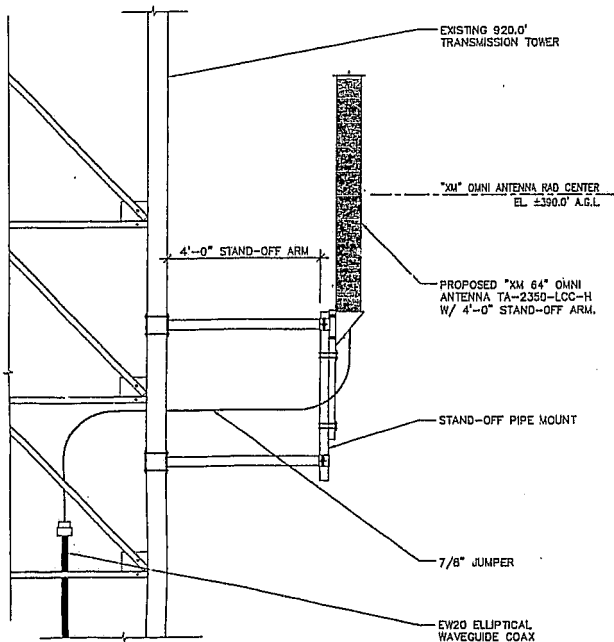 EXISTING 920.0'
TRANSMISSION TOWER
"XM" OMNI ANTENNA RAD CENTER
EL. ±390.0' A.G.L.
4'-0" STAND-OFF ARM
PROPOSED "XM 64" OMNI
ANTENNA TA-2350-LCC-H
W/ 4'-0" STAND-OFF ARM.
STAND-OFF PIPE MOUNT
7/8" JUMPER
EW20 ELLIPTICAL
WAVEGUIDE COAX